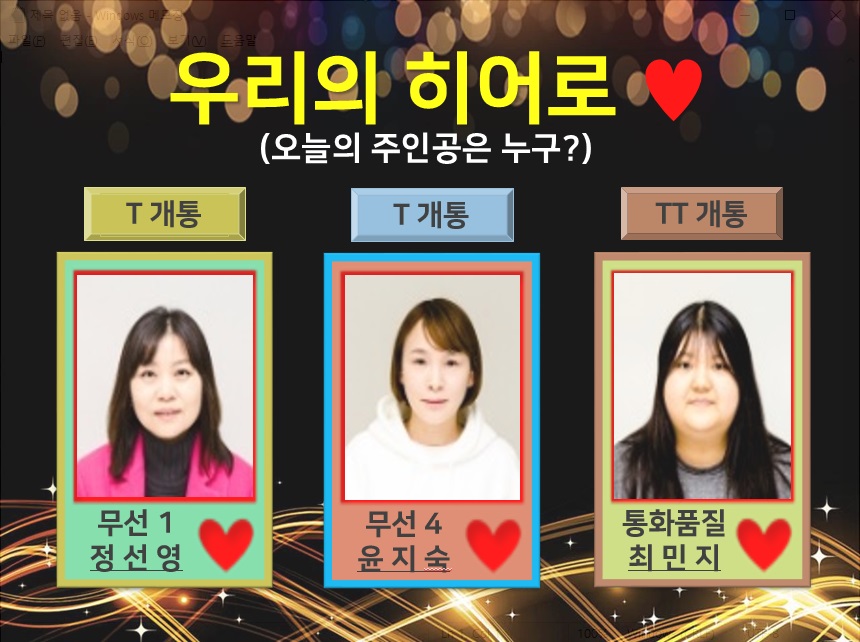 우리의 히어로
(오늘의 주인공은 누구?)
T 개통
T 개통
TT 개통
무선 1
정 선 영
무선 4
윤 지 숙
통화품질
최 민 지